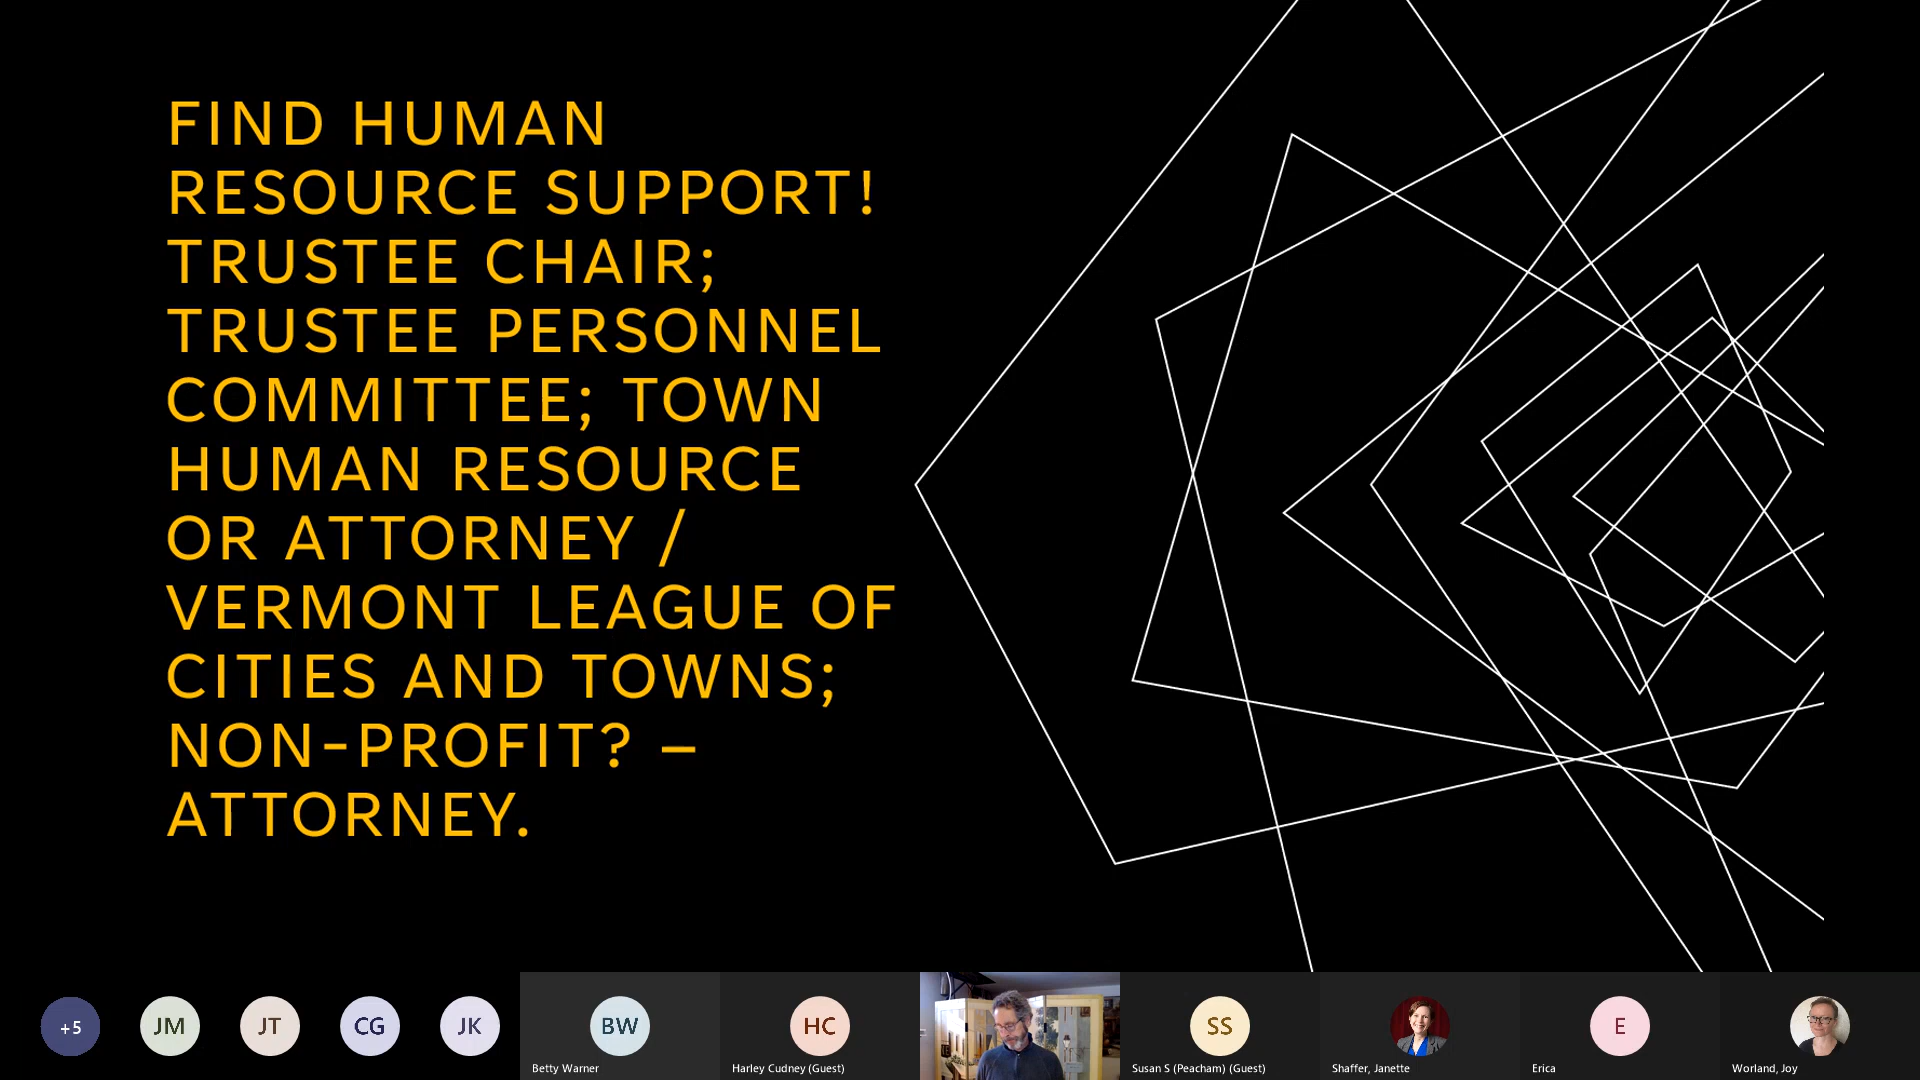 FIND HUMAN
RESOURCE SUPPORT!
TRUSTEE CHAIR;
TRUSTEE PERSONNEL
COMMITTEE; TOWN
HUMAN RESOURCE
OR ATTORNEY /
VERMONT LEAGUE OF
CITIES AND TOWNS;
NON-PROFIT? –
ATTORNEY.
+5
JM
JT
CG
JK
BW
HC
SS
E
Betty Warner
Harley Cudney (Guest)
Susan S (Peacham) (Guest)
Shaffer, Janette
Erica
Worland, Joy